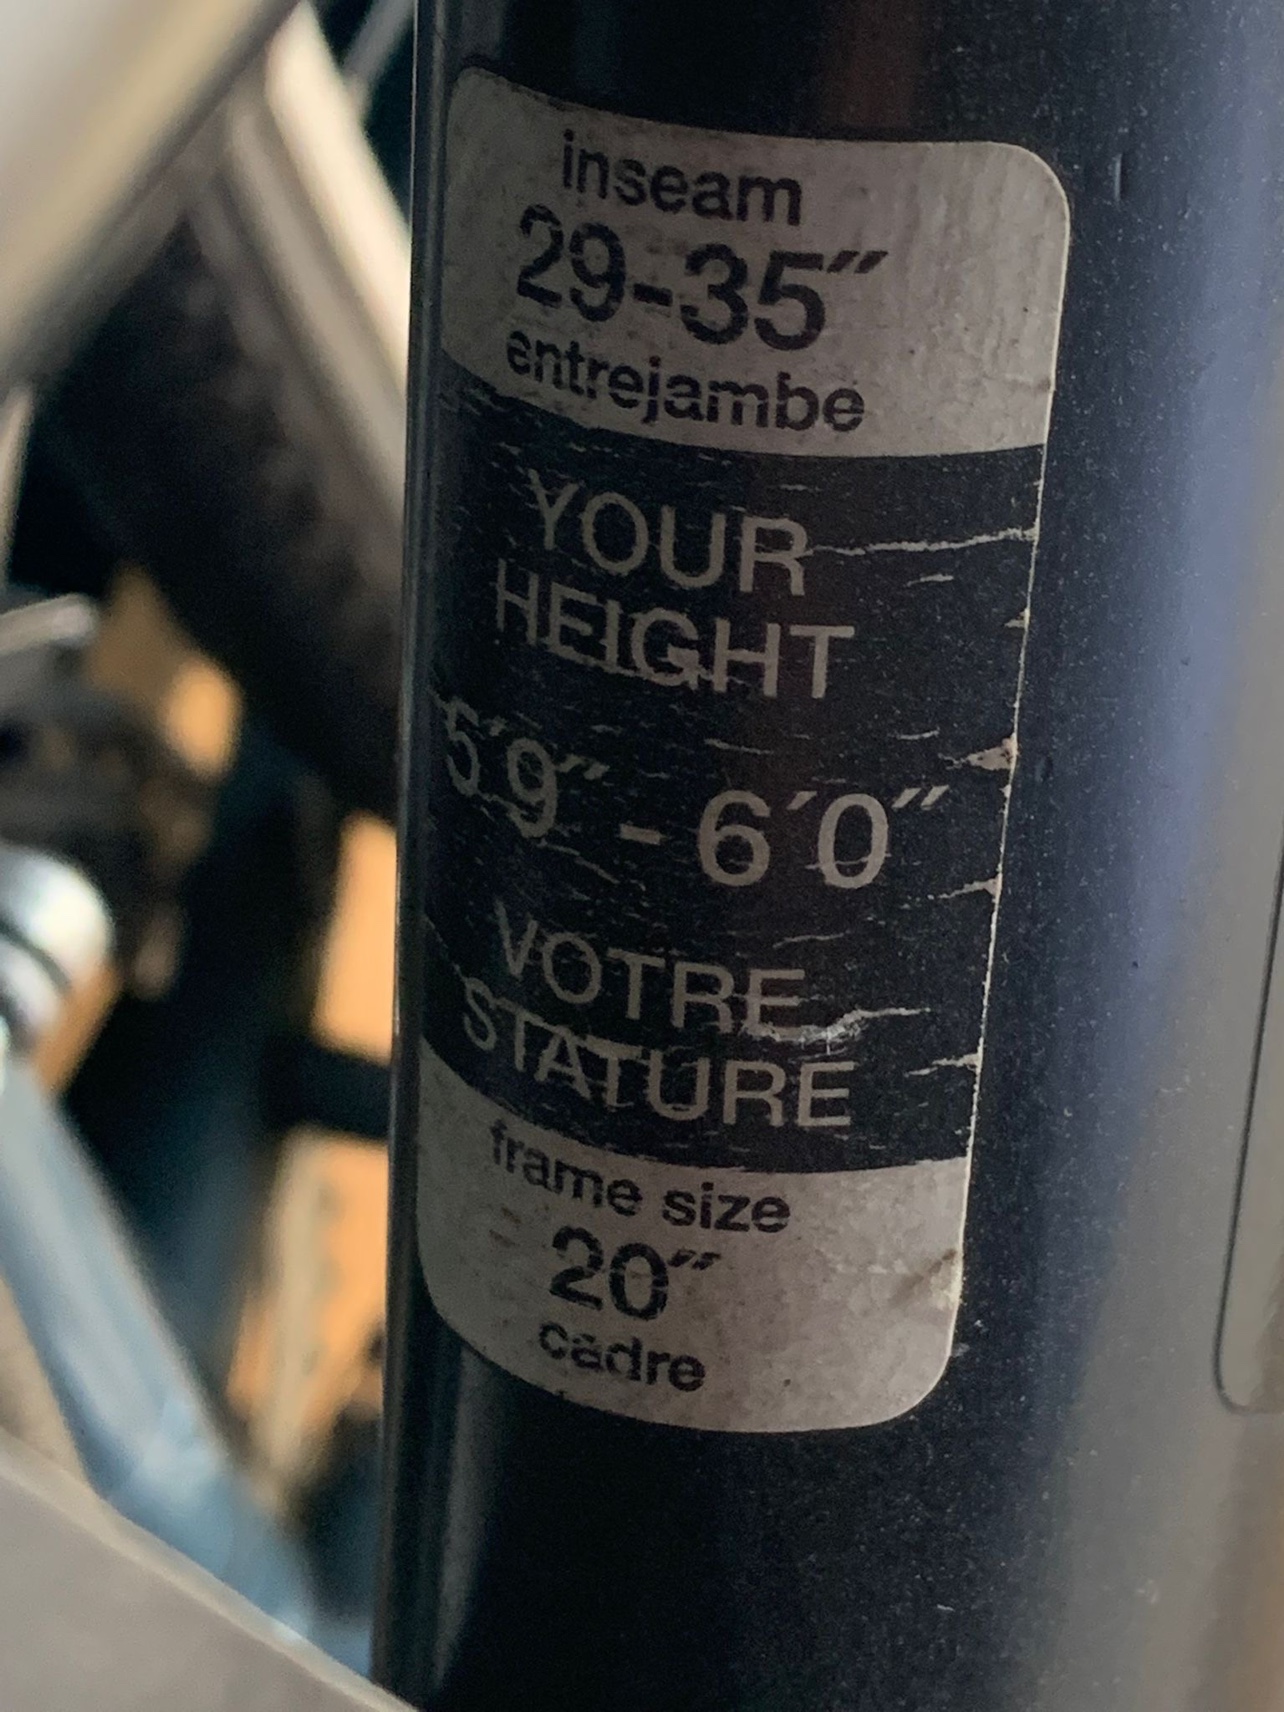 inseam
29-35"
entrejambe
YOUR
HEIGHT
5'9" - 6'0"
VOTRE
STATURE
frame size
20"
cadre